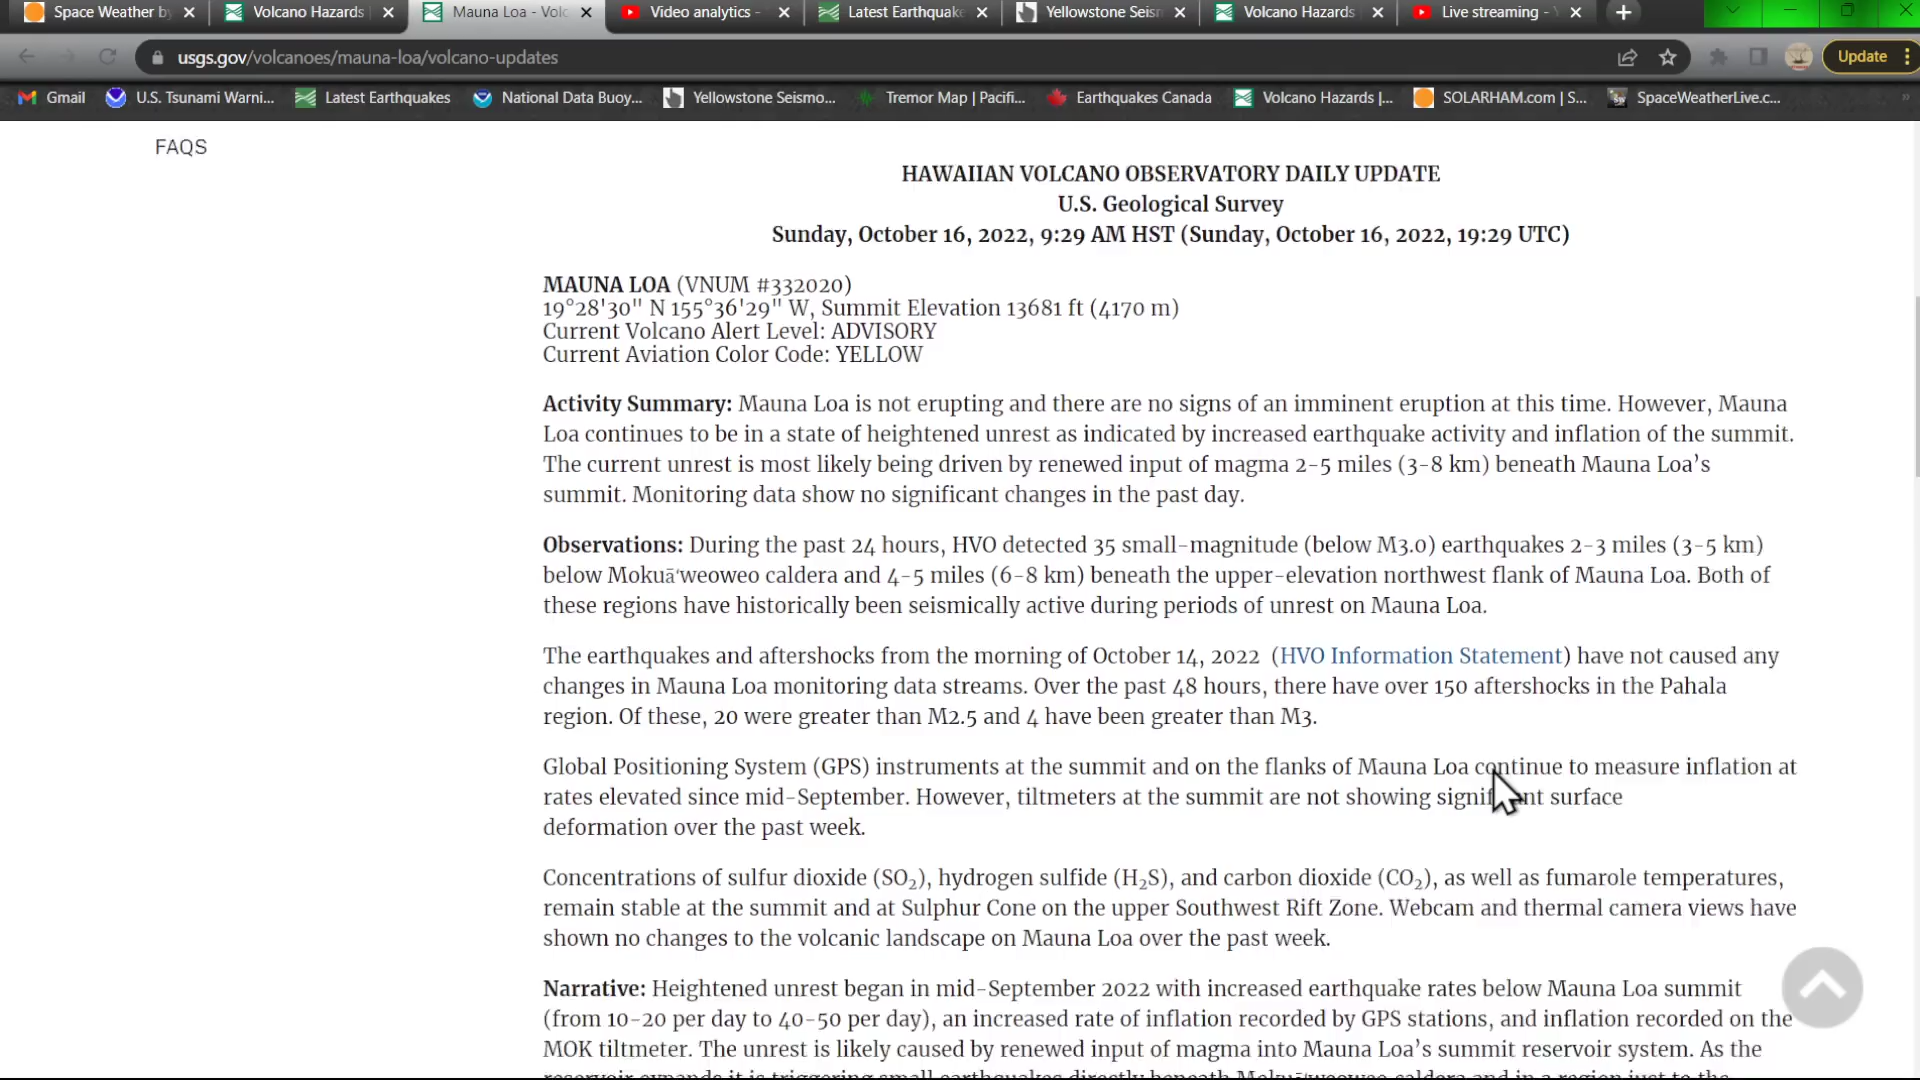 Space Weather by
Volcano Hazards
Mauna Loa - Volc
Video analytics -
Latest Earthquake
Yellowstone Seism
Volcano Hazards
Live streaming -
usgs.gov/volcanoes/mauna-loa/volcano-updates
Update
Gmail
U.S. Tsunami Warni...
Latest Earthquakes
National Data Buoy...
Yellowstone Seismo...
Tremor Map | Pacifi...
Earthquakes Canada
Volcano Hazards |...
SOLARHAM.com | S...
SpaceWeatherLive.c...
FAQS
HAWAIIAN VOLCANO OBSERVATORY DAILY UPDATE
U.S. Geological Survey
Sunday, October 16, 2022, 9:29 AM HST (Sunday, October 16, 2022, 19:29 UTC)
MAUNA LOA (VNUM #332020)
19°28'30" N 155°36'29" W, Summit Elevation 13681 ft (4170 m)
Current Volcano Alert Level: ADVISORY
Current Aviation Color Code: YELLOW
Activity Summary: Mauna Loa is not erupting and there are no signs of an imminent eruption at this time. However, Mauna
Loa continues to be in a state of heightened unrest as indicated by increased earthquake activity and inflation of the summit.
The current unrest is most likely being driven by renewed input of magma 2-5 miles (3-8 km) beneath Mauna Loa’s
summit. Monitoring data show no significant changes in the past day.
Observations: During the past 24 hours, HVO detected 35 small-magnitude (below M3.0) earthquakes 2-3 miles (3-5 km)
below Mokuāʻweoweo caldera and 4-5 miles (6-8 km) beneath the upper-elevation northwest flank of Mauna Loa. Both of
these regions have historically been seismically active during periods of unrest on Mauna Loa.
The earthquakes and aftershocks from the morning of October 14, 2022 (HVO Information Statement) have not caused any
changes in Mauna Loa monitoring data streams. Over the past 48 hours, there have over 150 aftershocks in the Pahala
region. Of these, 20 were greater than M2.5 and 4 have been greater than M3.
Global Positioning System (GPS) instruments at the summit and on the flanks of Mauna Loa continue to measure inflation at
rates elevated since mid-September. However, tiltmeters at the summit are not showing significant surface
deformation over the past week.
Concentrations of sulfur dioxide (SO₂), hydrogen sulfide (H₂S), and carbon dioxide (CO₂), as well as fumarole temperatures,
remain stable at the summit and at Sulphur Cone on the upper Southwest Rift Zone. Webcam and thermal camera views have
shown no changes to the volcanic landscape on Mauna Loa over the past week.
Narrative: Heightened unrest began in mid-September 2022 with increased earthquake rates below Mauna Loa summit
(from 10-20 per day to 40-50 per day), an increased rate of inflation recorded by GPS stations, and inflation recorded on the
MOK tiltmeter. The unrest is likely caused by renewed input of magma into Mauna Loa’s summit reservoir system. As the
reservoir expands it is triggering small earthquakes directly beneath Mokuāʻweoweo caldera and in a region just to the